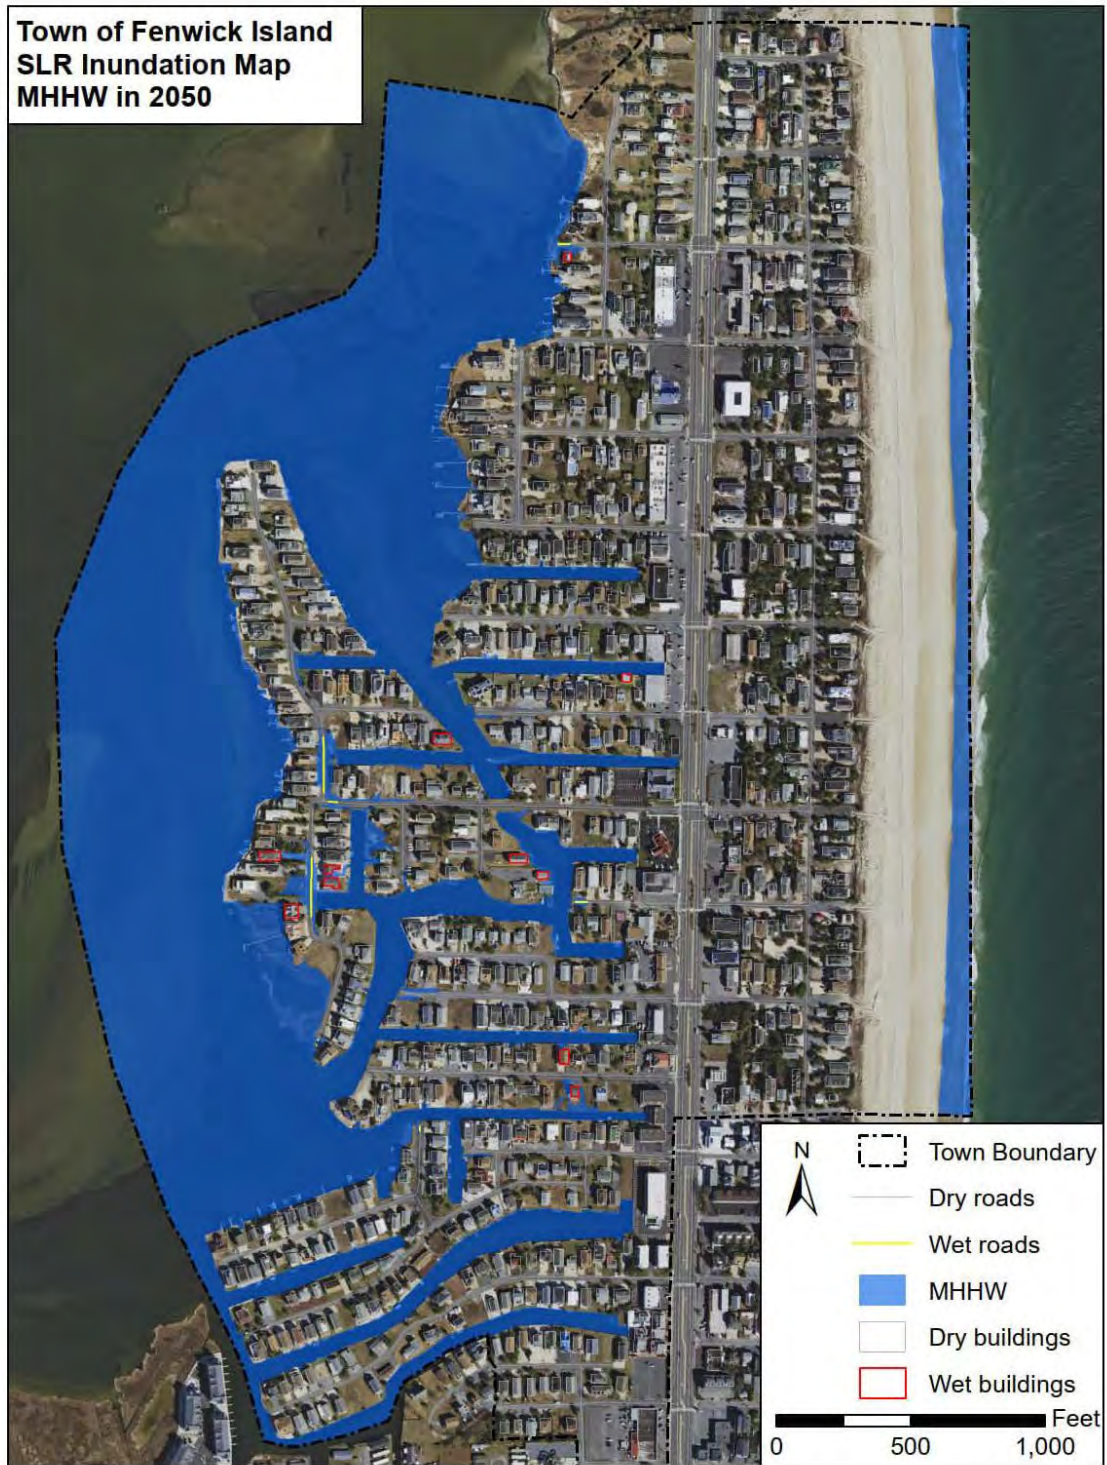 Town of Fenwick Island
SLR Inundation Map
MHHW in 2050
N
Town Boundary
Dry roads
Wet roads
MHHW
Dry buildings
Wet buildings
Feet
0 500 1,000